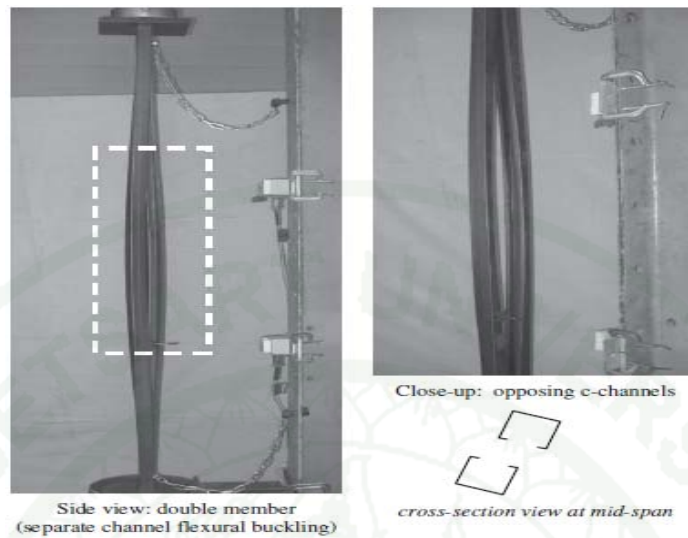 Close-up: opposing c-channels
Side view: double member
(separate channel flexural buckling)
cross-section view at mid-span